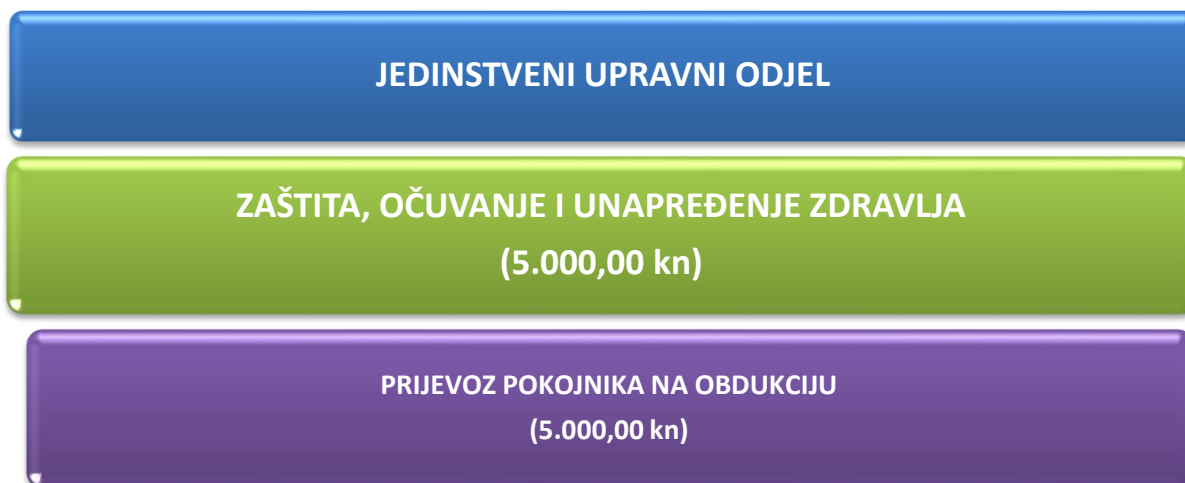 JEDINSTVENI UPRAVNI ODJEL
ZAŠTITA, OČUVANJE I UNAPREĐENJE ZDRAVLJA
(5.000,00 kn)
PRIJEVOZ POKOJNIKA NA OBDUKCIJU
(5.000,00 kn)